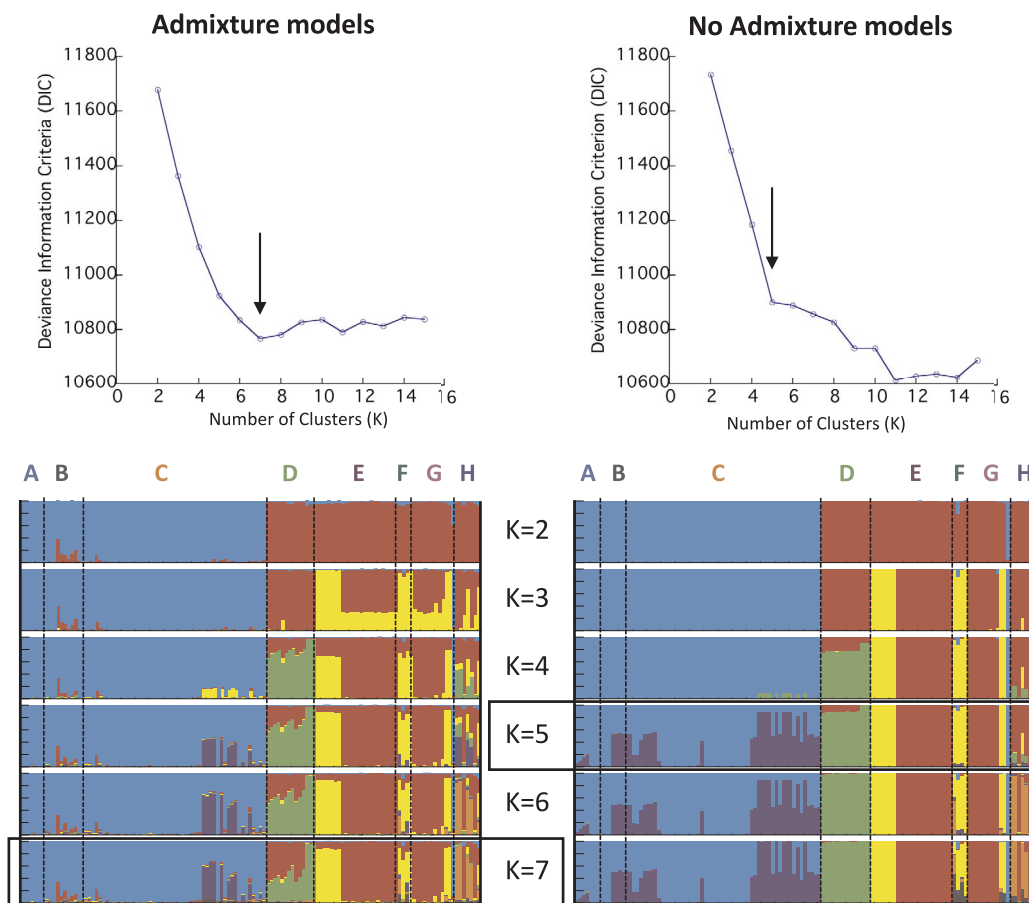 Admixture models
No Admixture models
Deviance Information Criteria (DIC)
11800
11600
11400
11200
11000
10800
10600
0 2 4 6 8 10 12 14 16
Number of Clusters (K)
Deviance Information Criterion (DIC)
11800
11600
11400
11200
11000
10800
10600
0 2 4 6 8 10 12 14 16
Number of Clusters (K)
A B C D E F G H
A B C D E F G H
K=2
K=3
K=4
K=5
K=6
K=7